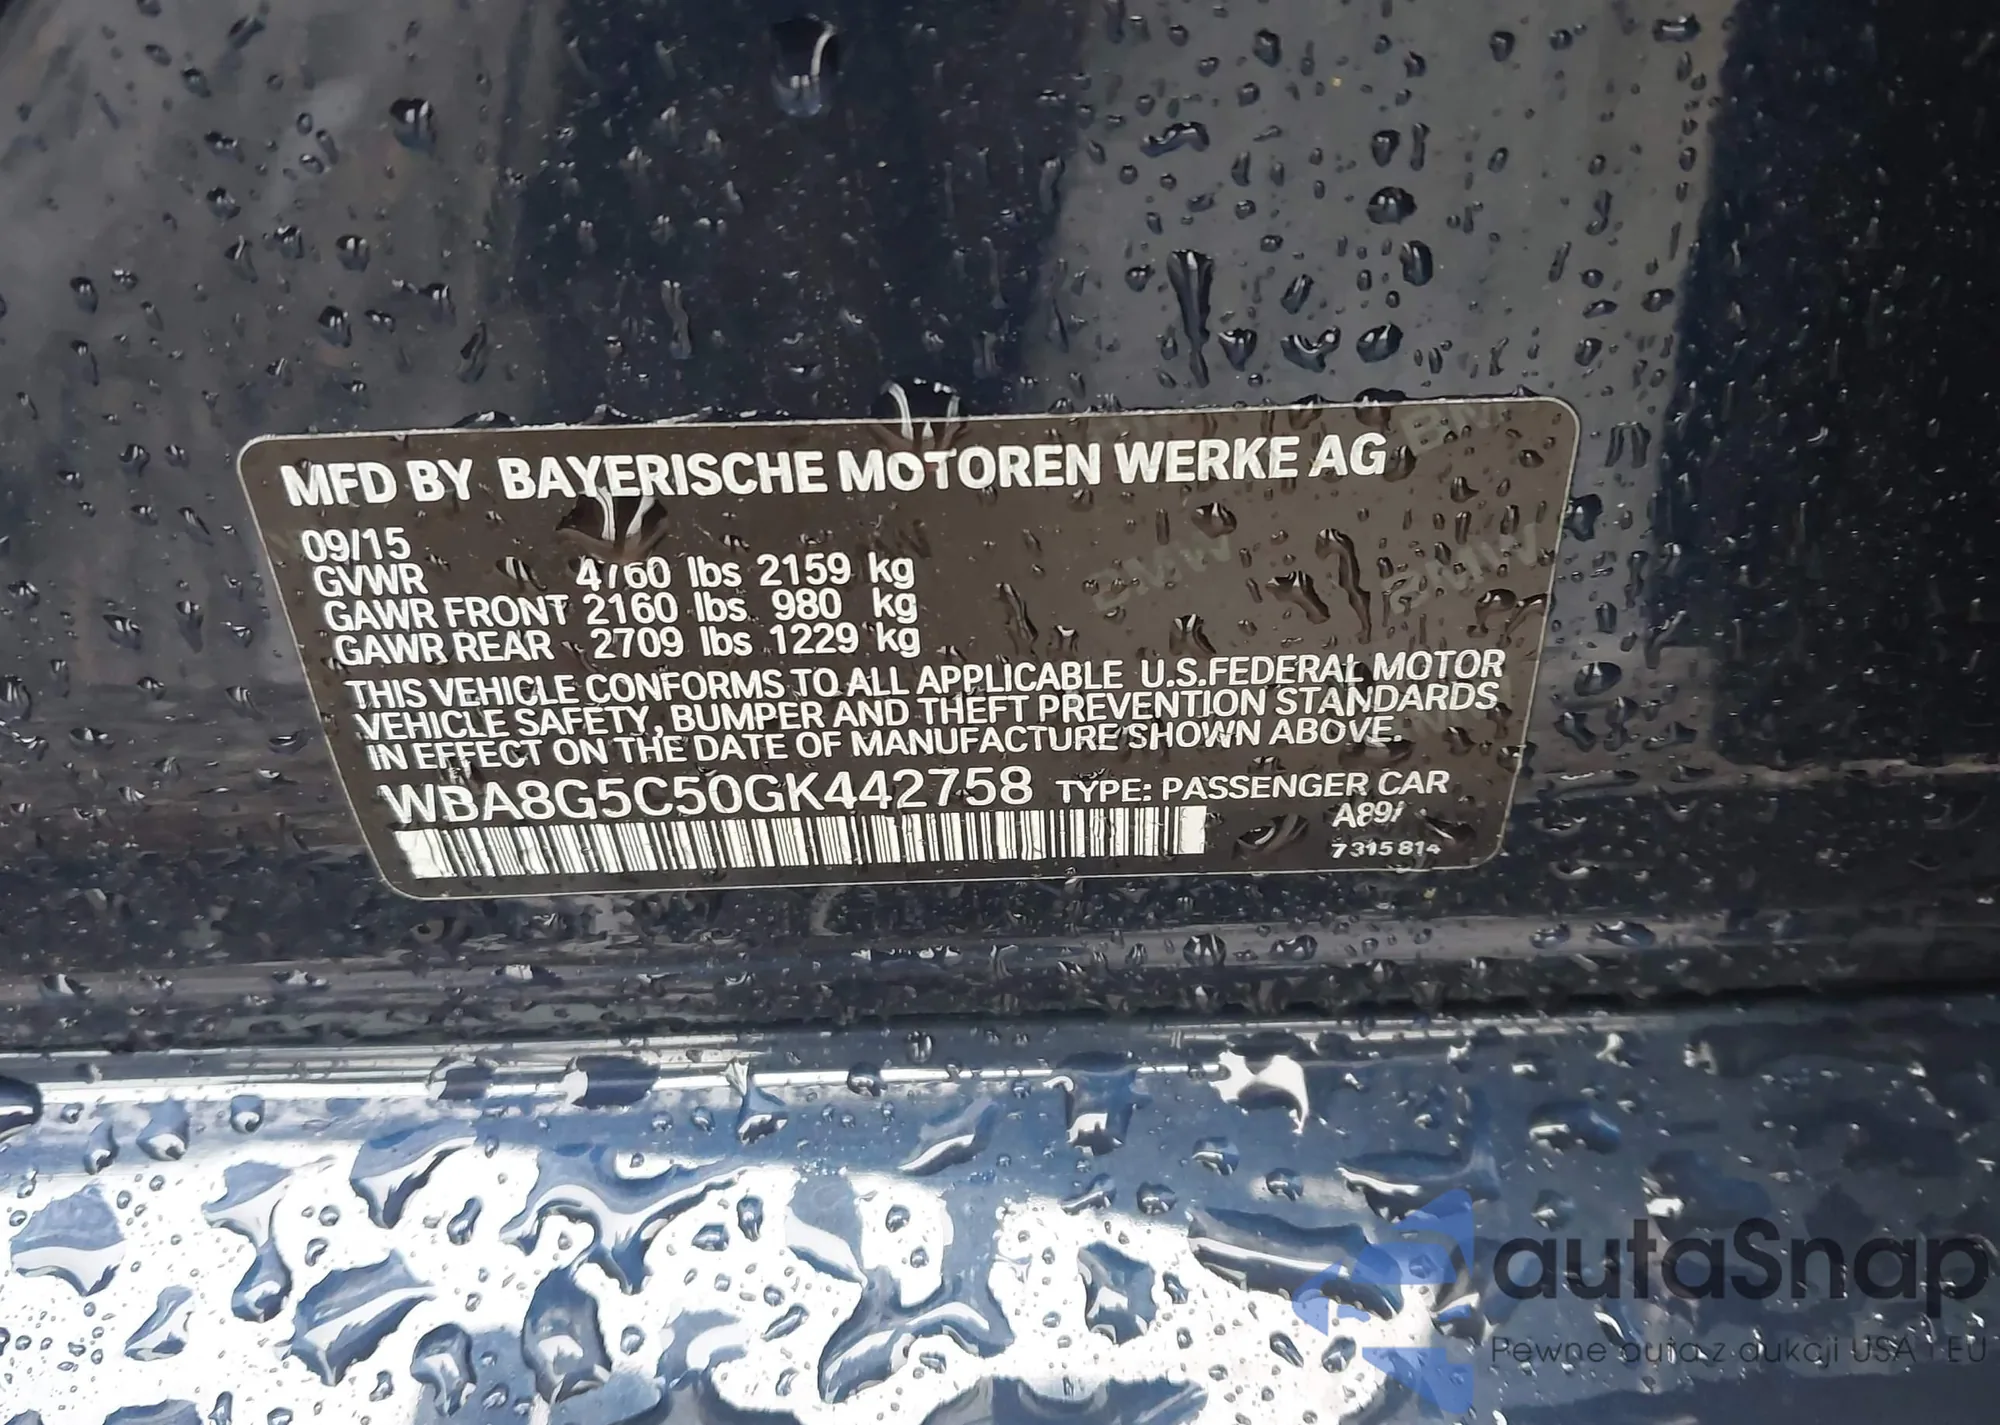 MFD BY BAYERISCHE MOTOREN WERKE AG
09/15
GVWR 4760 lbs 2159 kg
GAWR FRONT 2160 lbs 980 kg
GAWR REAR 2709 lbs 1229 kg
THIS VEHICLE CONFORMS TO ALL APPLICABLE U.S.FEDERAL MOTOR
VEHICLE SAFETY, BUMPER AND THEFT PREVENTION STANDARDS
IN EFFECT ON THE DATE OF MANUFACTURE SHOWN ABOVE.
WBA8G5C50GK442758 TYPE: PASSENGER CAR
7315814
autaSnap
Pewne auta z aukcji USA i EU